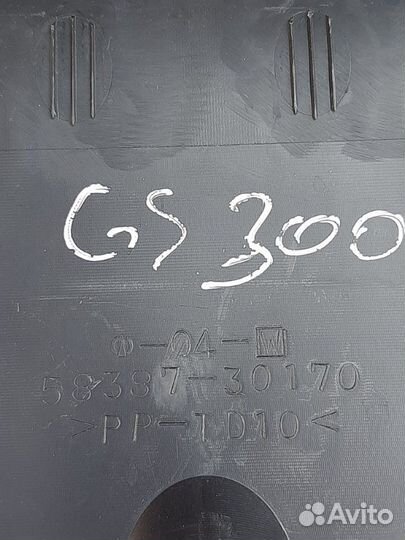 GS 300
Φ-04-W
58387-30170
>PP-TD10<
Avito